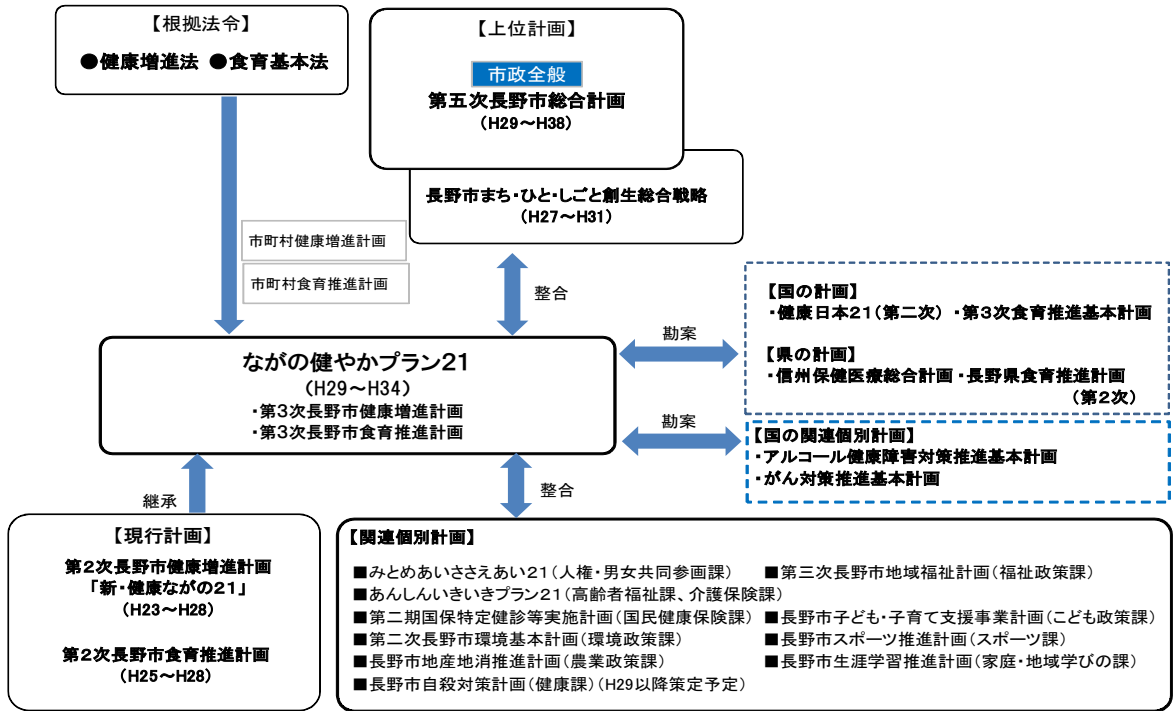 【根拠法令】
●健康増進法 ●食育基本法
【上位計画】
市政全般
第五次長野市総合計画
(H29～H38)
長野市まち・ひと・しごと創生総合戦略
(H27～H31)
市町村健康増進計画
市町村食育推進計画
整合
ながの健やかプラン21
(H29～H34)
・第3次長野市健康増進計画
・第3次長野市食育推進計画
勘案
【国の計画】
・健康日本21(第二次) ・第3次食育推進基本計画
【県の計画】
・信州保健医療総合計画・長野県食育推進計画
(第2次)
勘案
【国の関連個別計画】
・アルコール健康障害対策推進基本計画
・がん対策推進基本計画
継承
整合
【現行計画】
第2次長野市健康増進計画
「新・健康ながの21」
(H23～H28)
第2次長野市食育推進計画
(H25～H28)
【関連個別計画】
■みとめあいささえあい21(人権・男女共同参画課) ■第三次長野市地域福祉計画(福祉政策課)
■あんしんいきいきプラン21(高齢者福祉課、介護保険課)
■第二期国保特定健診等実施計画(国民健康保険課) ■長野市子ども・子育て支援事業計画(こども政策課)
■第二次長野市環境基本計画(環境政策課) ■長野市スポーツ推進計画(スポーツ課)
■長野市地産地消推進計画(農業政策課) ■長野市生涯学習推進計画(家庭・地域学びの課)
■長野市自殺対策計画(健康課)(H29以降策定予定)